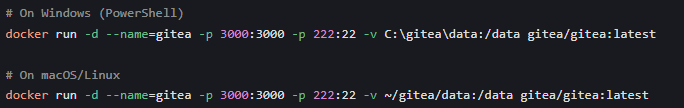 # On Windows (PowerShell)
docker run -d --name=gitea -p 3000:3000 -p 222:22 -v C:\gitea\data:/data gitea/gitea:latest
# On macOS/Linux
docker run -d --name=gitea -p 3000:3000 -p 222:22 -v ~/gitea/data:/data gitea/gitea:latest